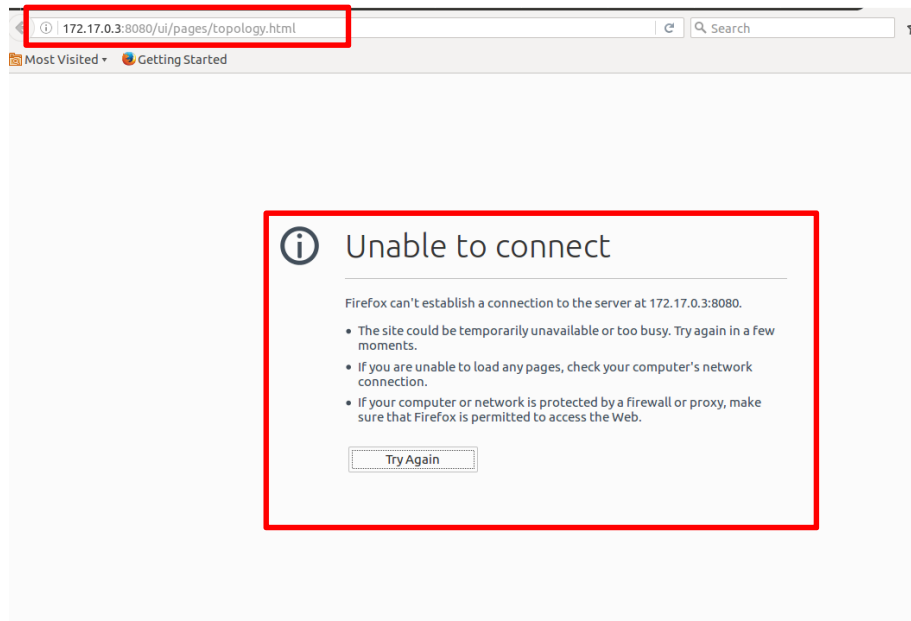 172.17.0.3:8080/ui/pages/topology.html
Search
Most Visited
Getting Started
Unable to connect
Firefox can't establish a connection to the server at 172.17.0.3:8080.
The site could be temporarily unavailable or too busy. Try again in a few
moments.
If you are unable to load any pages, check your computer's network
connection.
If your computer or network is protected by a firewall or proxy, make
sure that Firefox is permitted to access the Web.
Try Again